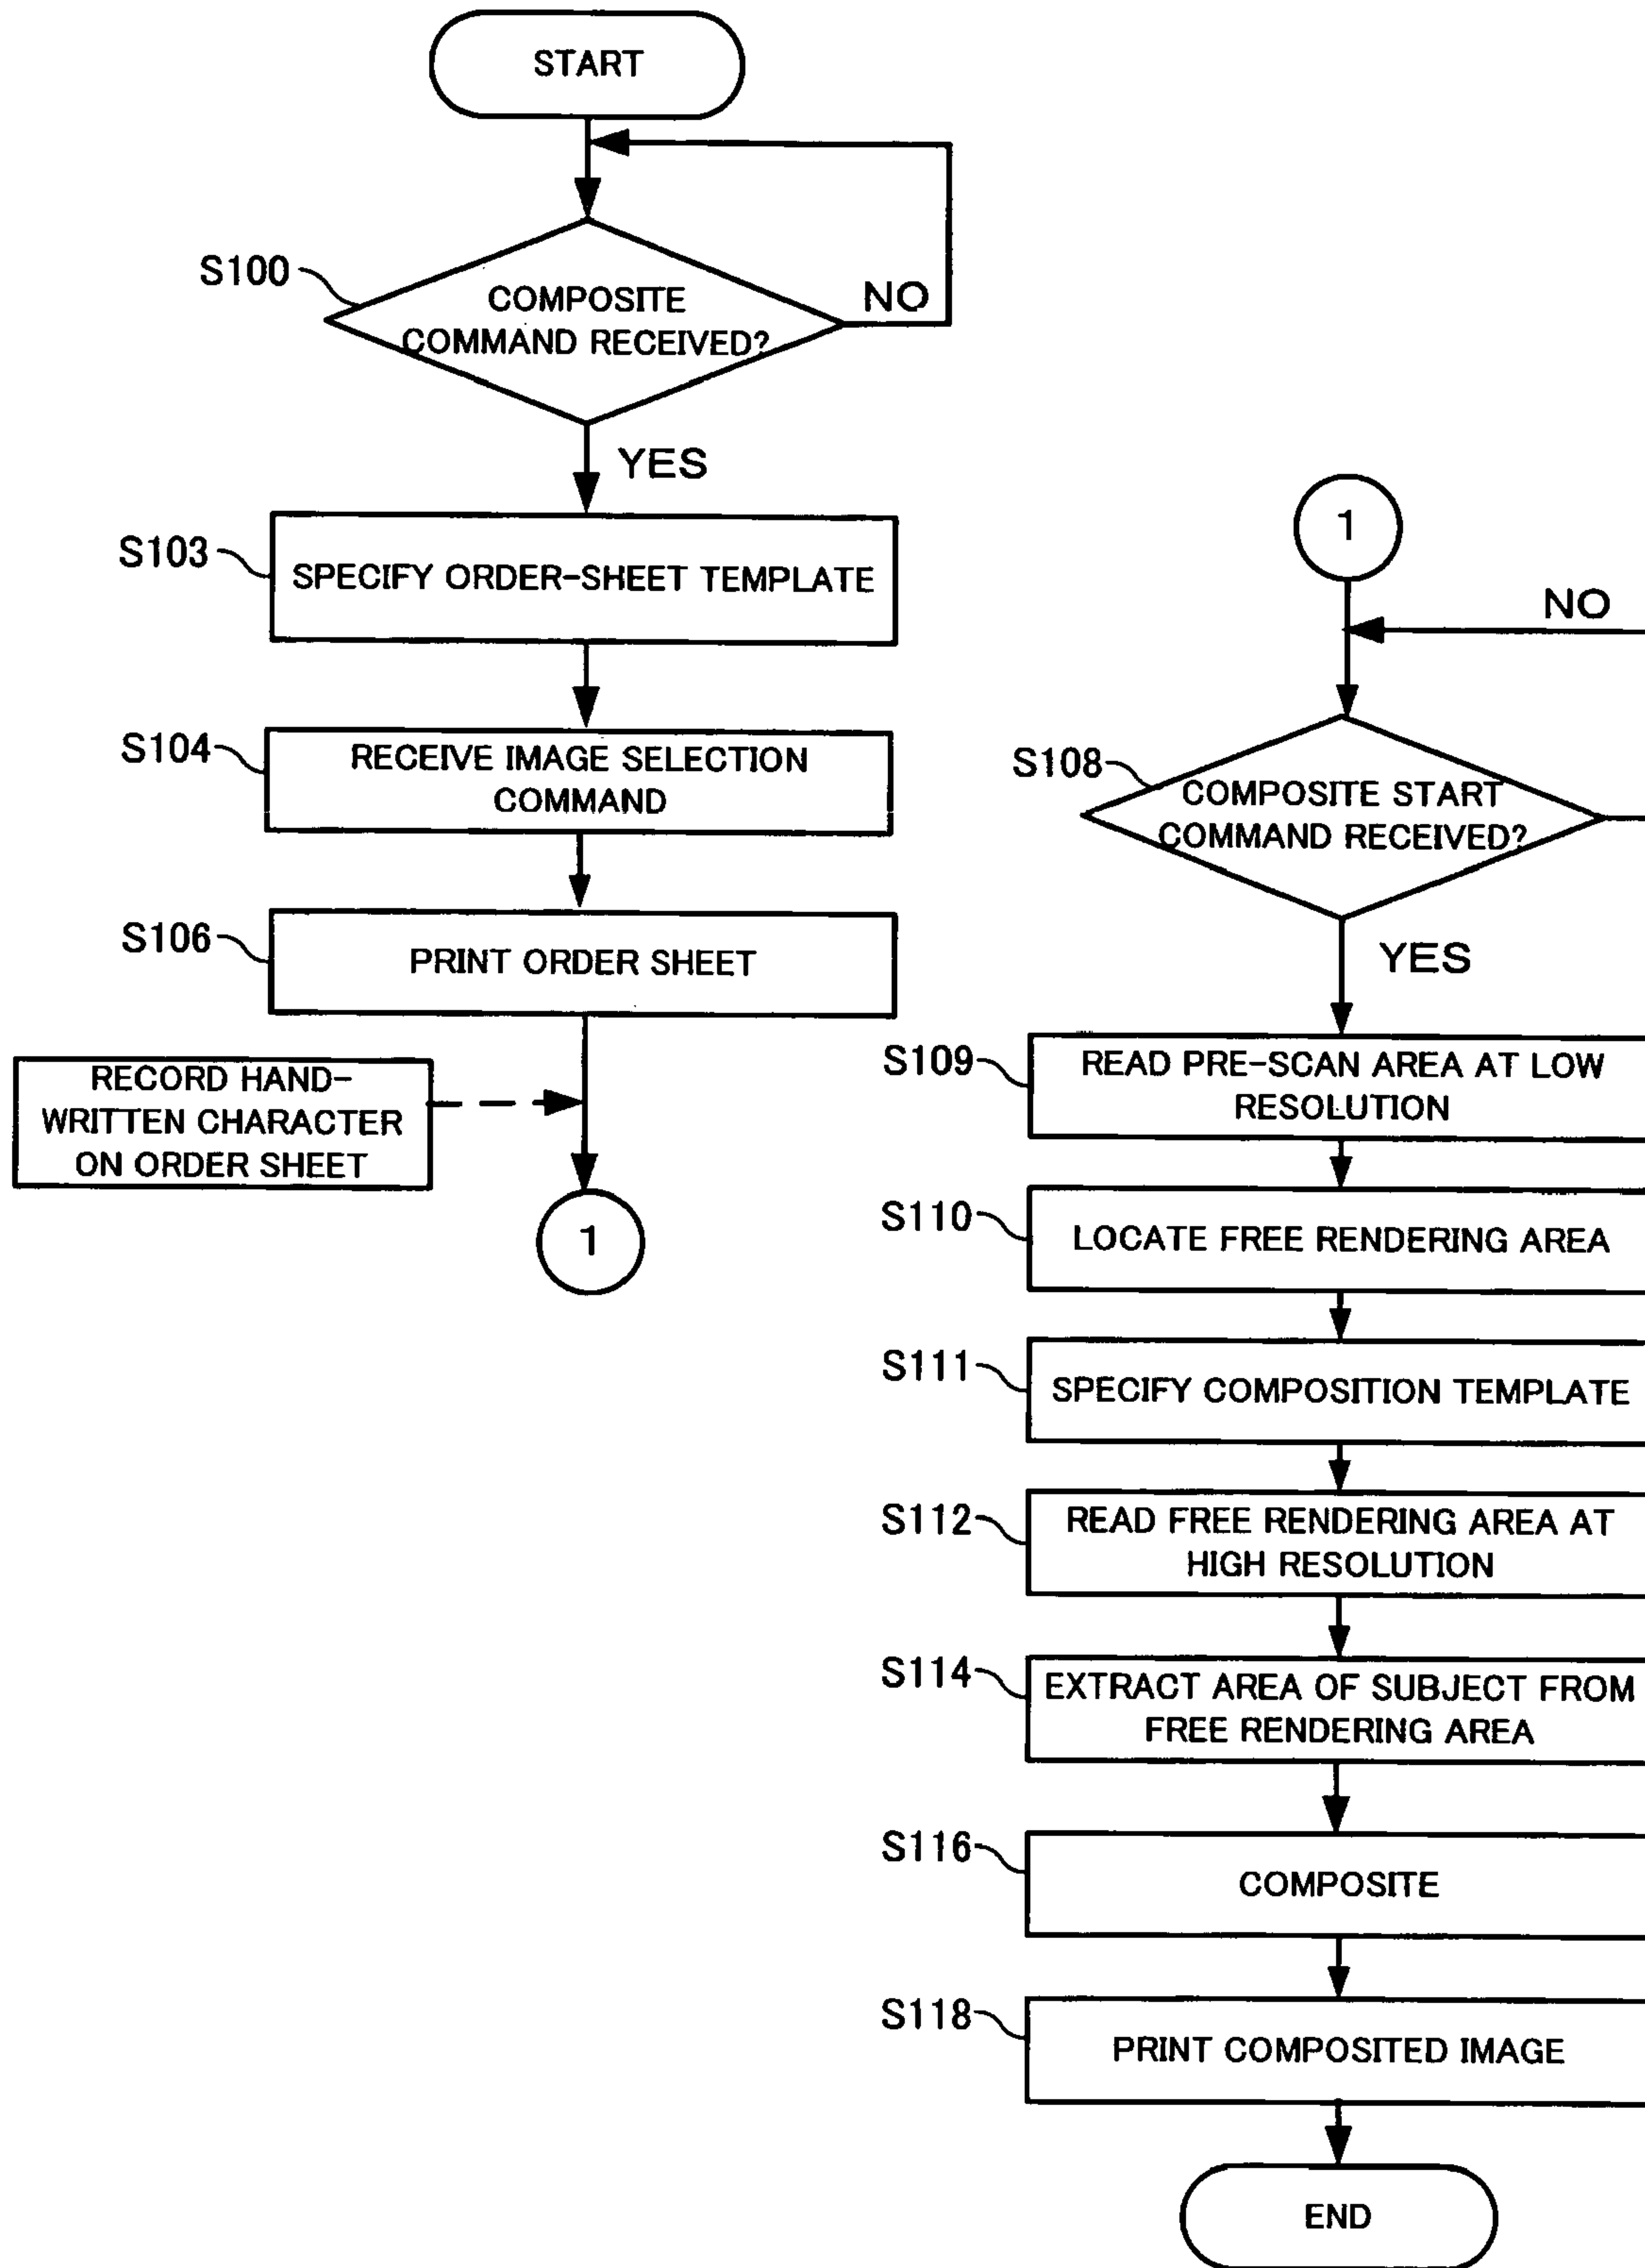 START
S100
COMPOSITE
COMMAND RECEIVED?
NO
YES
S103
SPECIFY ORDER-SHEET TEMPLATE
S104
RECEIVE IMAGE SELECTION
COMMAND
S106
PRINT ORDER SHEET
RECORD HAND-
WRITTEN CHARACTER
ON ORDER SHEET
1
1
NO
S108
COMPOSITE START
COMMAND RECEIVED?
YES
S109
READ PRE-SCAN AREA AT LOW
RESOLUTION
S110
LOCATE FREE RENDERING AREA
S111
SPECIFY COMPOSITION TEMPLATE
S112
READ FREE RENDERING AREA AT
HIGH RESOLUTION
S114
EXTRACT AREA OF SUBJECT FROM
FREE RENDERING AREA
S116
COMPOSITE
S118
PRINT COMPOSITED IMAGE
END